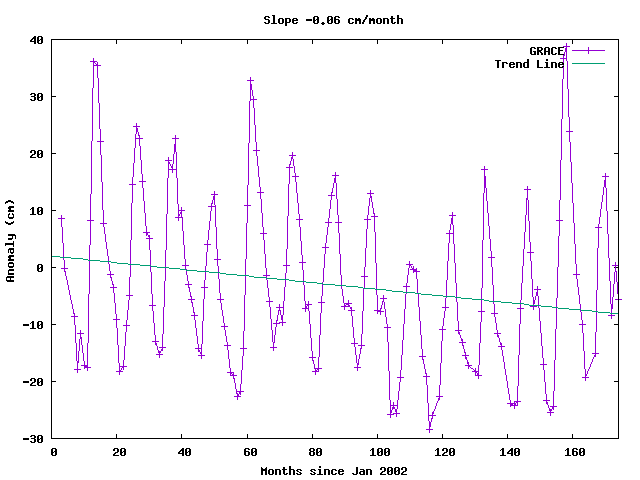 Slope -0.06 cm/month
GRACE
Trend Line
Anomaly (cm)
40
30
20
10
0
-10
-20
-30
0 20 40 60 80 100 120 140 160
Months since Jan 2002